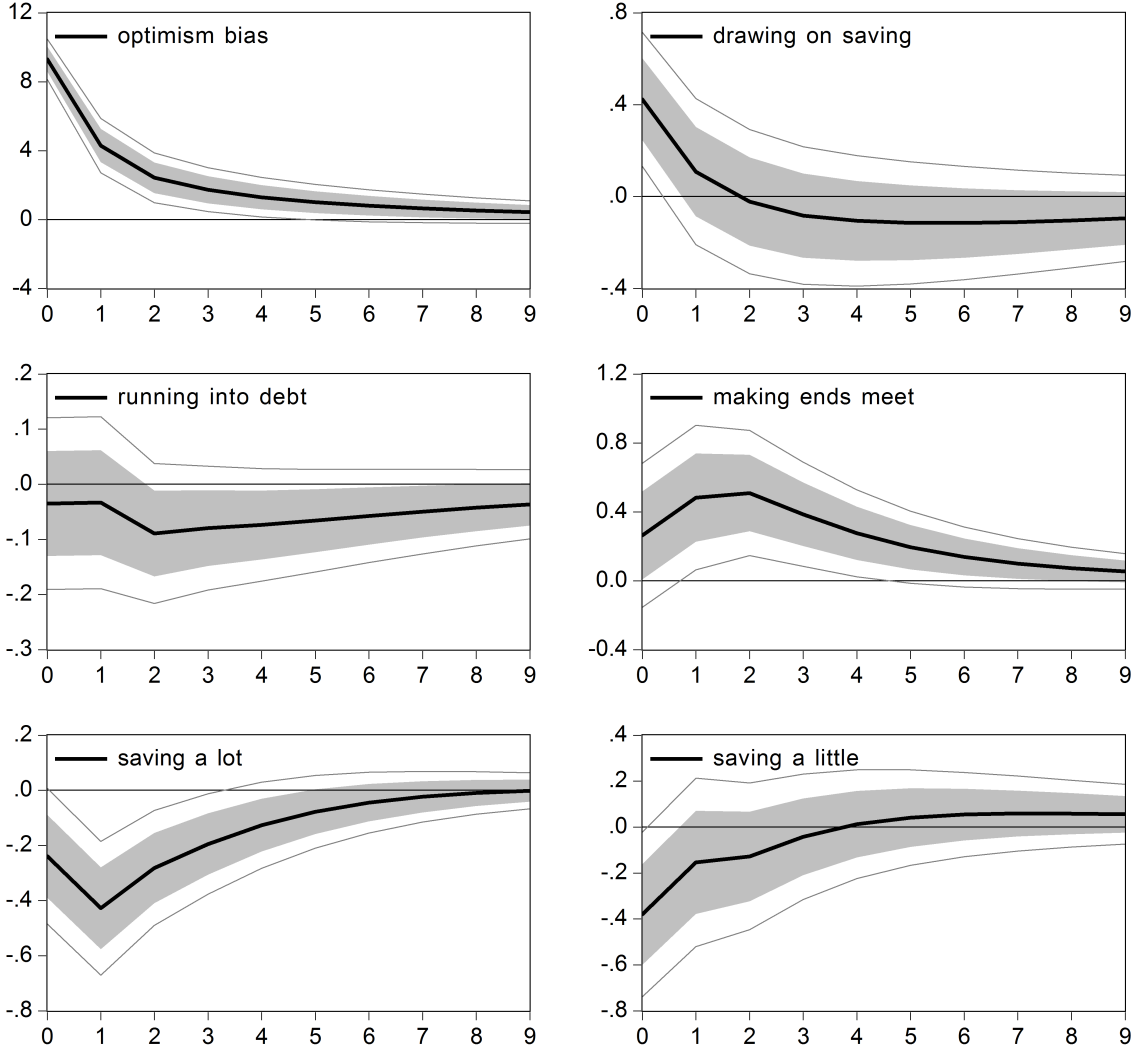 12
optimism bias
8
4
0
-4
0 1 2 3 4 5 6 7 8 9
.8
drawing on saving
.4
.0
-.4
0 1 2 3 4 5 6 7 8 9
.2
running into debt
.1
.0
-.1
-.2
-.3
0 1 2 3 4 5 6 7 8 9
1.2
making ends meet
0.8
0.4
0.0
-0.4
0 1 2 3 4 5 6 7 8 9
.2
saving a lot
.0
-.2
-.4
-.6
-.8
0 1 2 3 4 5 6 7 8 9
.4
saving a little
.2
.0
-.2
-.4
-.6
-.8
0 1 2 3 4 5 6 7 8 9